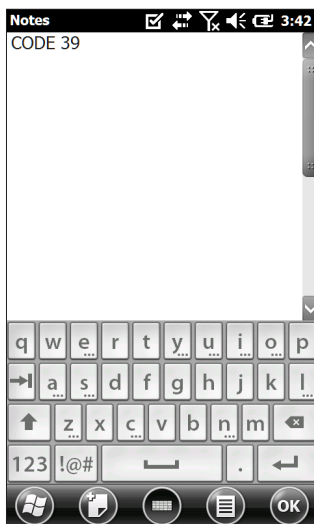 Notes 3:42
CODE 39
q w e r t y u i o p
a s d f g h j k l
z x c v b n m
123 !@# .
OK